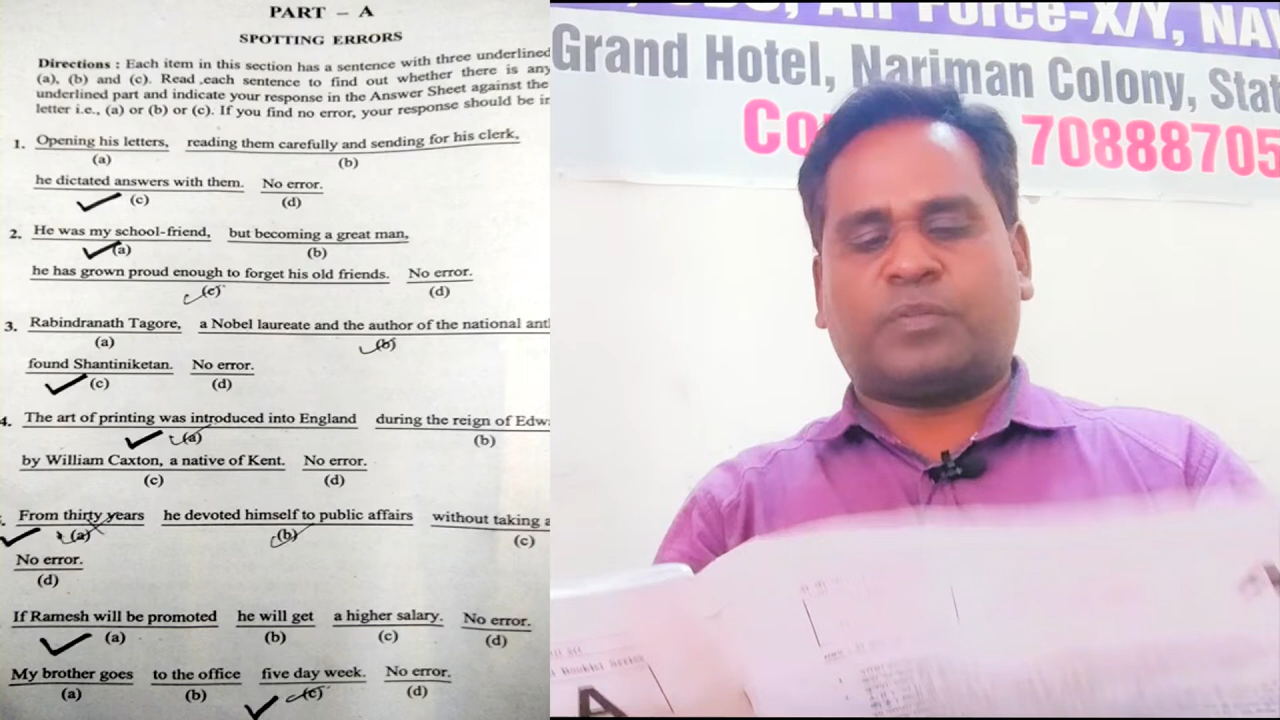 PART – A
SPOTTING ERRORS
Directions : Each item in this section has a sentence with three underlined
(a), (b) and (c). Read each sentence to find out whether there is any
underlined part and indicate your response in the Answer Sheet against the
letter i.e., (a) or (b) or (c). If you find no error, your response should be
1. Opening his letters, reading them carefully and sending for his clerk,
(a) (b)
he dictated answers with them. No error.
(c) (d)
2. He was my school-friend, but becoming a great man,
(a) (b)
he has grown proud enough to forget his old friends. No error.
(c) (d)
3. Rabindranath Tagore, a Nobel laureate and the author of the national
(a) (b)
found Shantiniketan. No error.
(c) (d)
4. The art of printing was introduced into England during the reign of
(a) (b)
by William Caxton, a native of Kent. No error.
(c) (d)
From thirty years he devoted himself to public affairs without taking
(a) (b) (c)
No error.
(d)
If Ramesh will be promoted he will get a higher salary. No error.
(a) (b) (c) (d)
My brother goes to the office five day week. No error.
(a) (b) (c) (d)
Force-X/Y,
Grand Hotel, Nariman Colony,
70888705
A